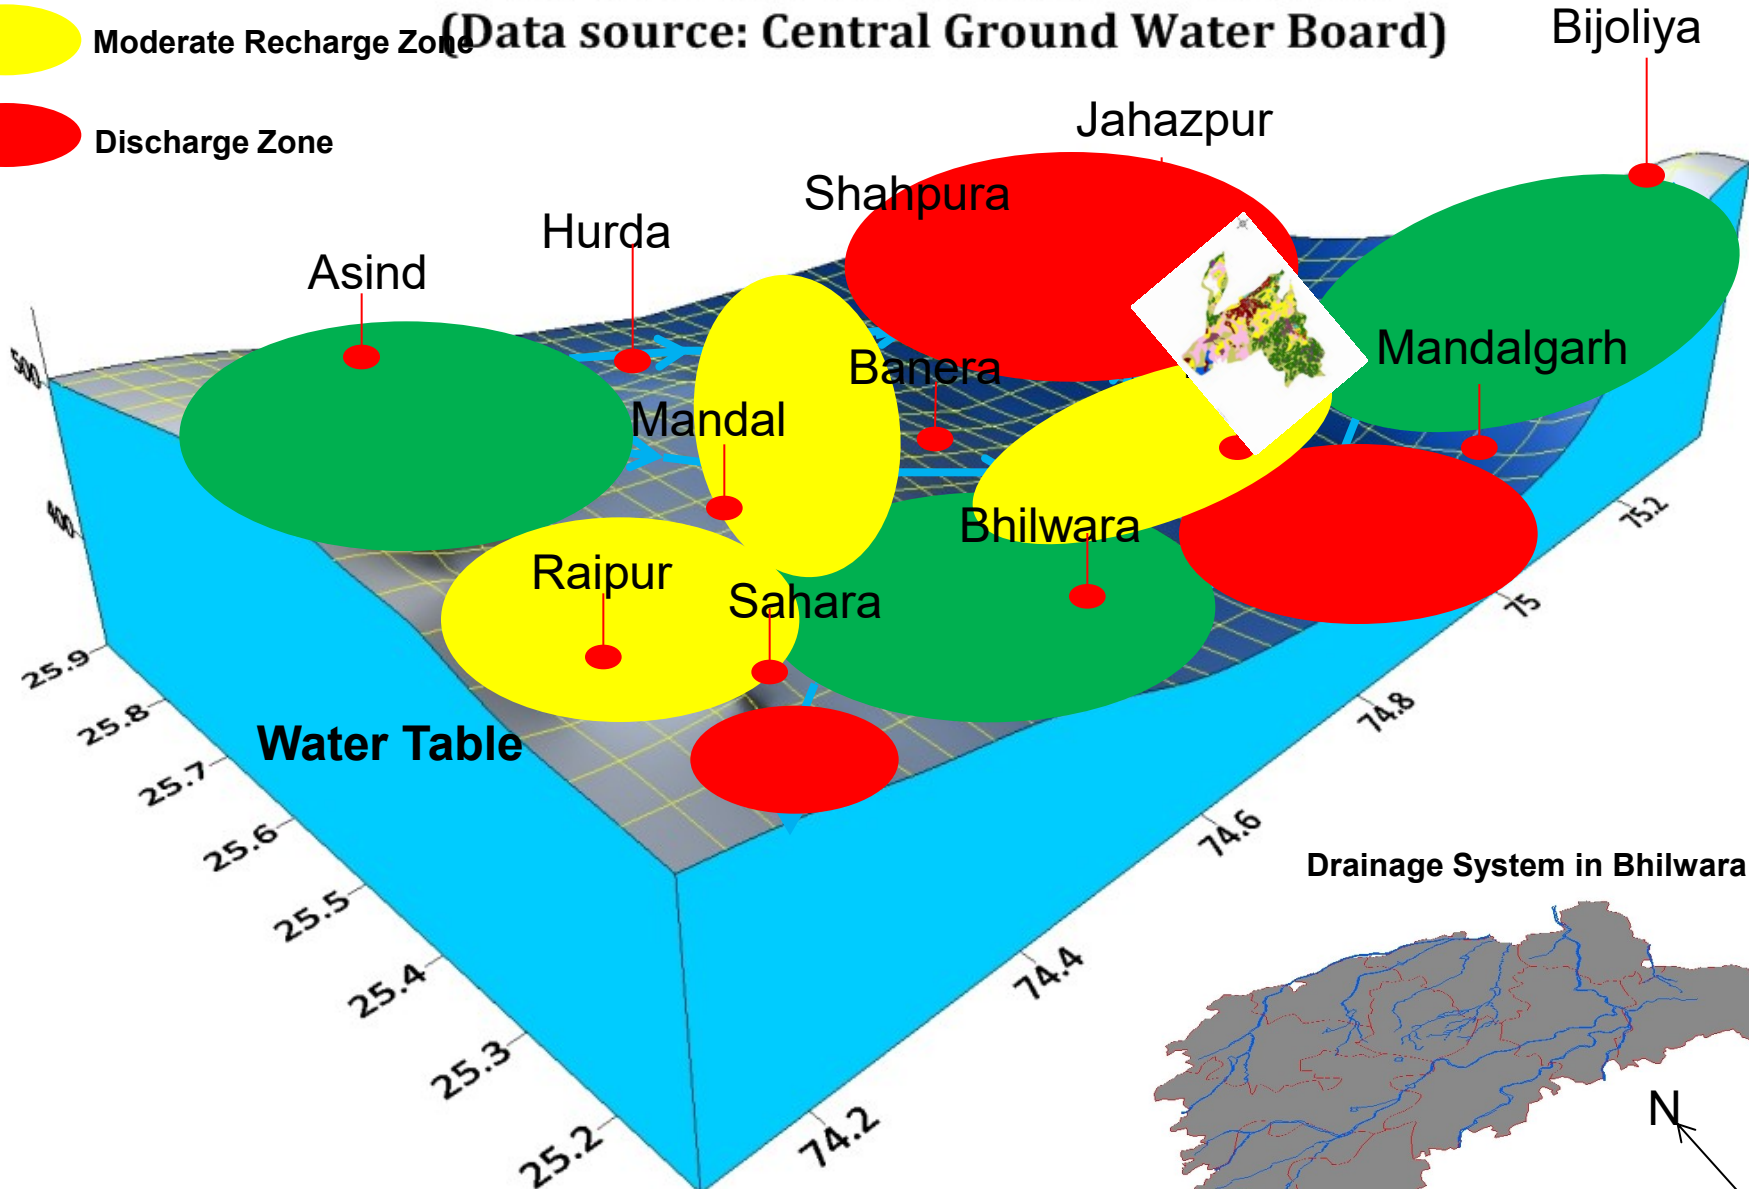 (Data source: Central Ground Water Board)
Moderate Recharge Zone
Discharge Zone
Bijoliya
Jahazpur
Shahpura
Hurda
Asind
Banera
Mandalgarh
Mandal
Bhilwara
Raipur
Sahara
Water Table
500
400
25.9
25.8
25.7
25.6
25.5
25.4
25.3
25.2
74.2
74.4
74.6
74.8
75
75.2
Drainage System in Bhilwara
N